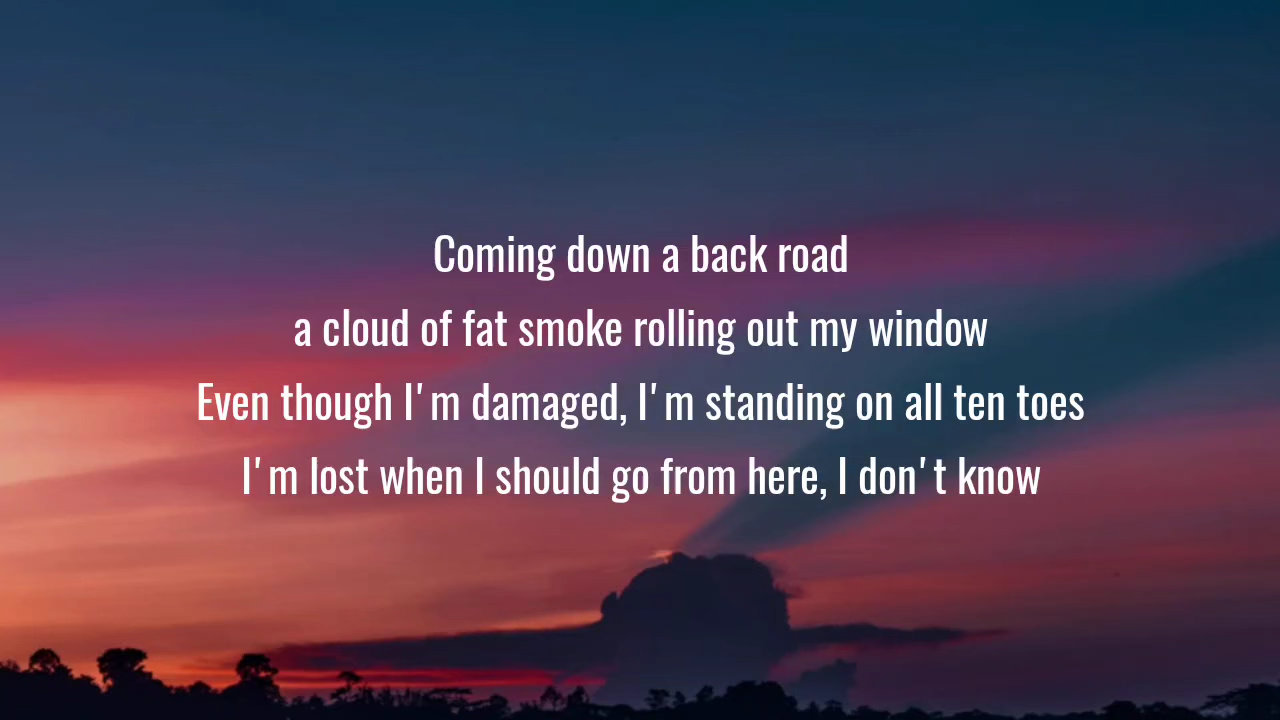 Coming down a back road
a cloud of fat smoke rolling out my window
Even though I'm damaged, I'm standing on all ten toes
I'm lost when I should go from here, I don't know